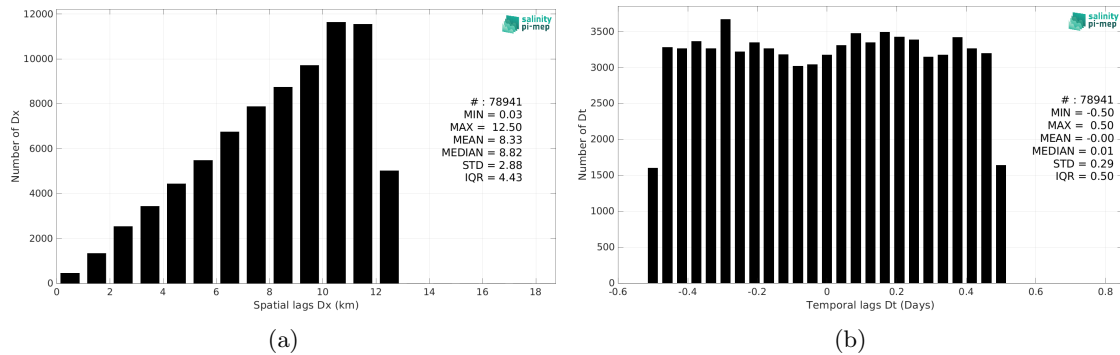 12000
10000
8000
6000
4000
2000
0
Number of Dx
0 2 4 6 8 10 12 14 16 18
Spatial lags Dx (km)
salinity
pi-mep
# : 78941
MIN = 0.03
MAX = 12.50
MEAN = 8.33
MEDIAN = 8.82
STD = 2.88
IQR = 4.43
(a)
3500
3000
2500
2000
1500
1000
500
0
Number of Dt
-0.6 -0.4 -0.2 0 0.2 0.4 0.6 0.8
Temporal lags Dt (Days)
salinity
pi-mep
# : 78941
MIN = -0.50
MAX = 0.50
MEAN = -0.00
MEDIAN = 0.01
STD = 0.29
IQR = 0.50
(b)